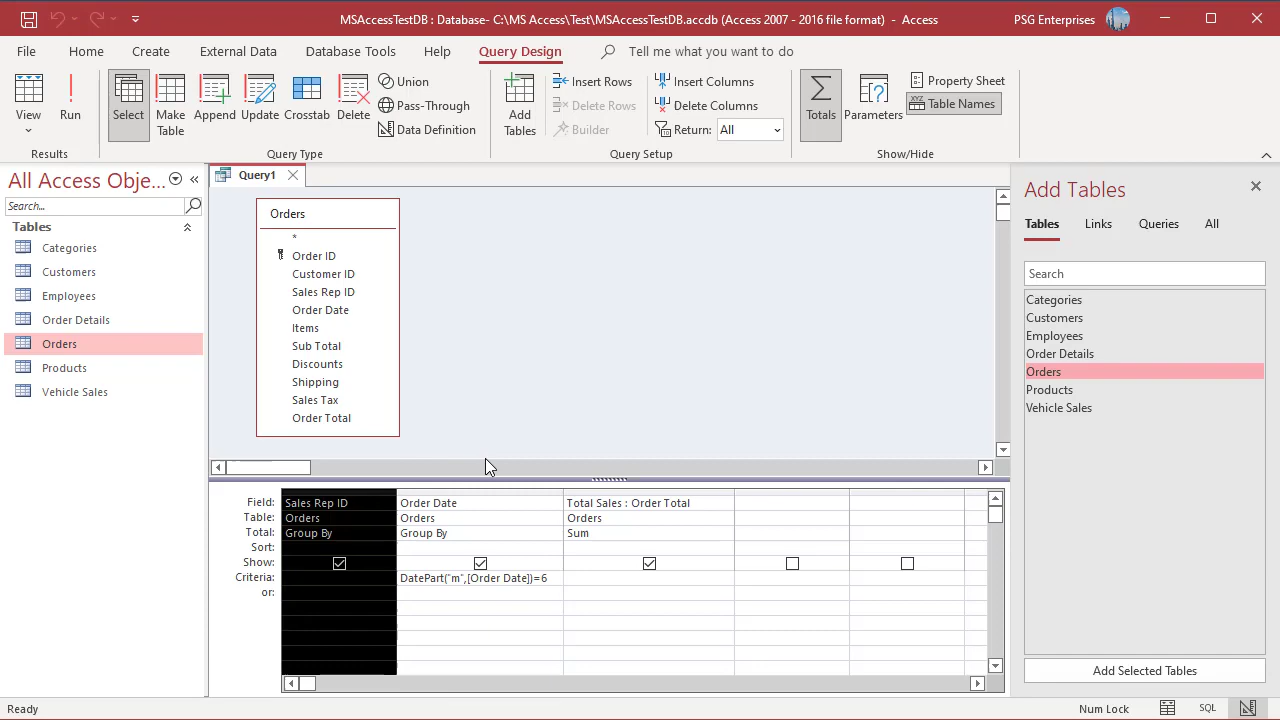 MSAccessTestDB : Database- C:\MS Access\Test\MSAccessTestDB.accdb (Access 2007 - 2016 file format) - Access
PSG Enterprises
File
Home
Create
External Data
Database Tools
Help
Query Design
Tell me what you want to do
View
Run
Select
Make Table
Append
Update
Crosstab
Delete
Union
Pass-Through
Data Definition
Add Tables
Insert Rows
Delete Rows
Builder
Insert Columns
Delete Columns
Return: All
Totals
Parameters
Property Sheet
XYZ
Table Names
Results
Query Type
Query Setup
Show/Hide
All Access Obje...
Search...
Tables
Categories
Customers
Employees
Order Details
Orders
Products
Vehicle Sales
Query1
Orders
*
Order ID
Customer ID
Sales Rep ID
Order Date
Items
Sub Total
Discounts
Shipping
Sales Tax
Order Total
Field: Sales Rep ID Order Date Total Sales : Order Total
Table: Orders Orders Orders
Total: Group By Group By Sum
Sort:
Show:
Criteria: DatePart("m",[Order Date])=6
or:
Add Tables
Tables Links Queries All
Search
Categories
Customers
Employees
Order Details
Orders
Products
Vehicle Sales
Add Selected Tables
Ready
Num Lock
SQL